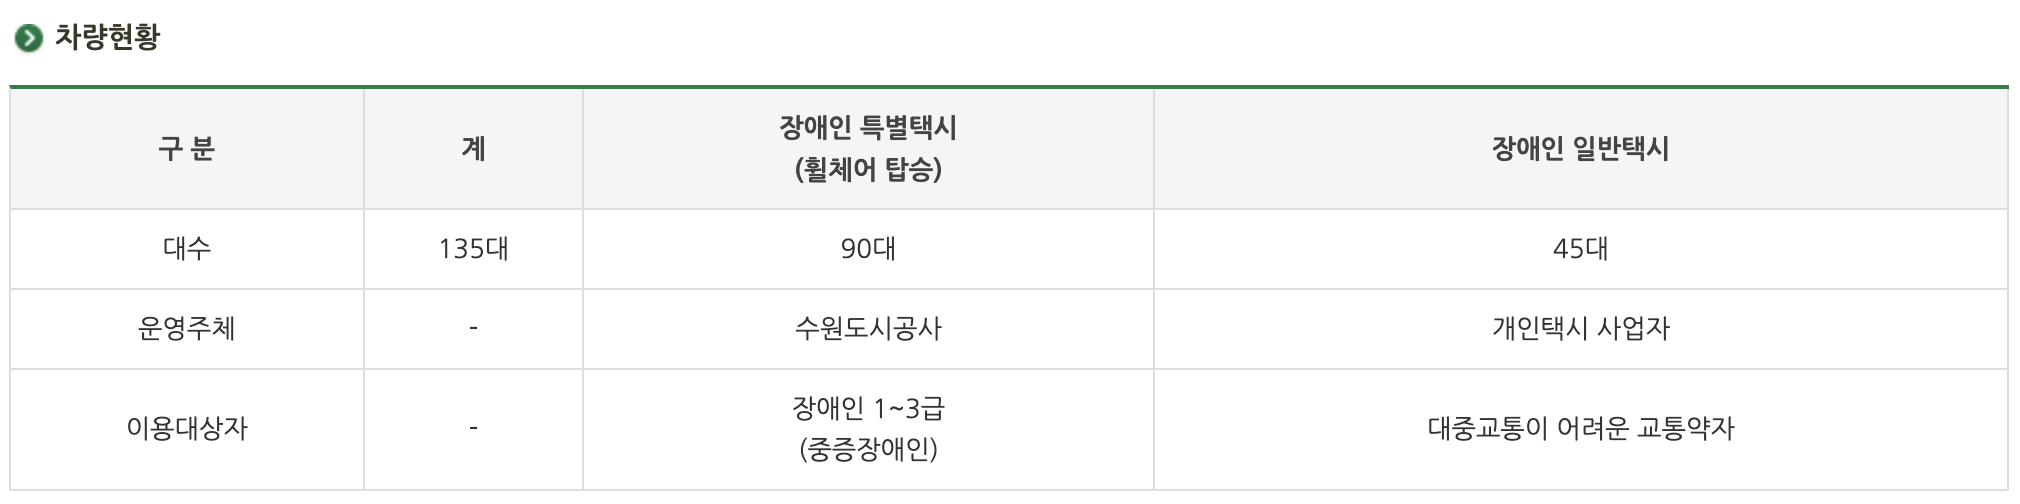 차량현황
구 분
계
장애인 특별택시
(휠체어 탑승)
장애인 일반택시
대수
135대
90대
45대
운영주체
-
수원도시공사
개인택시 사업자
이용대상자
-
장애인 1~3급
(중증장애인)
대중교통이 어려운 교통약자